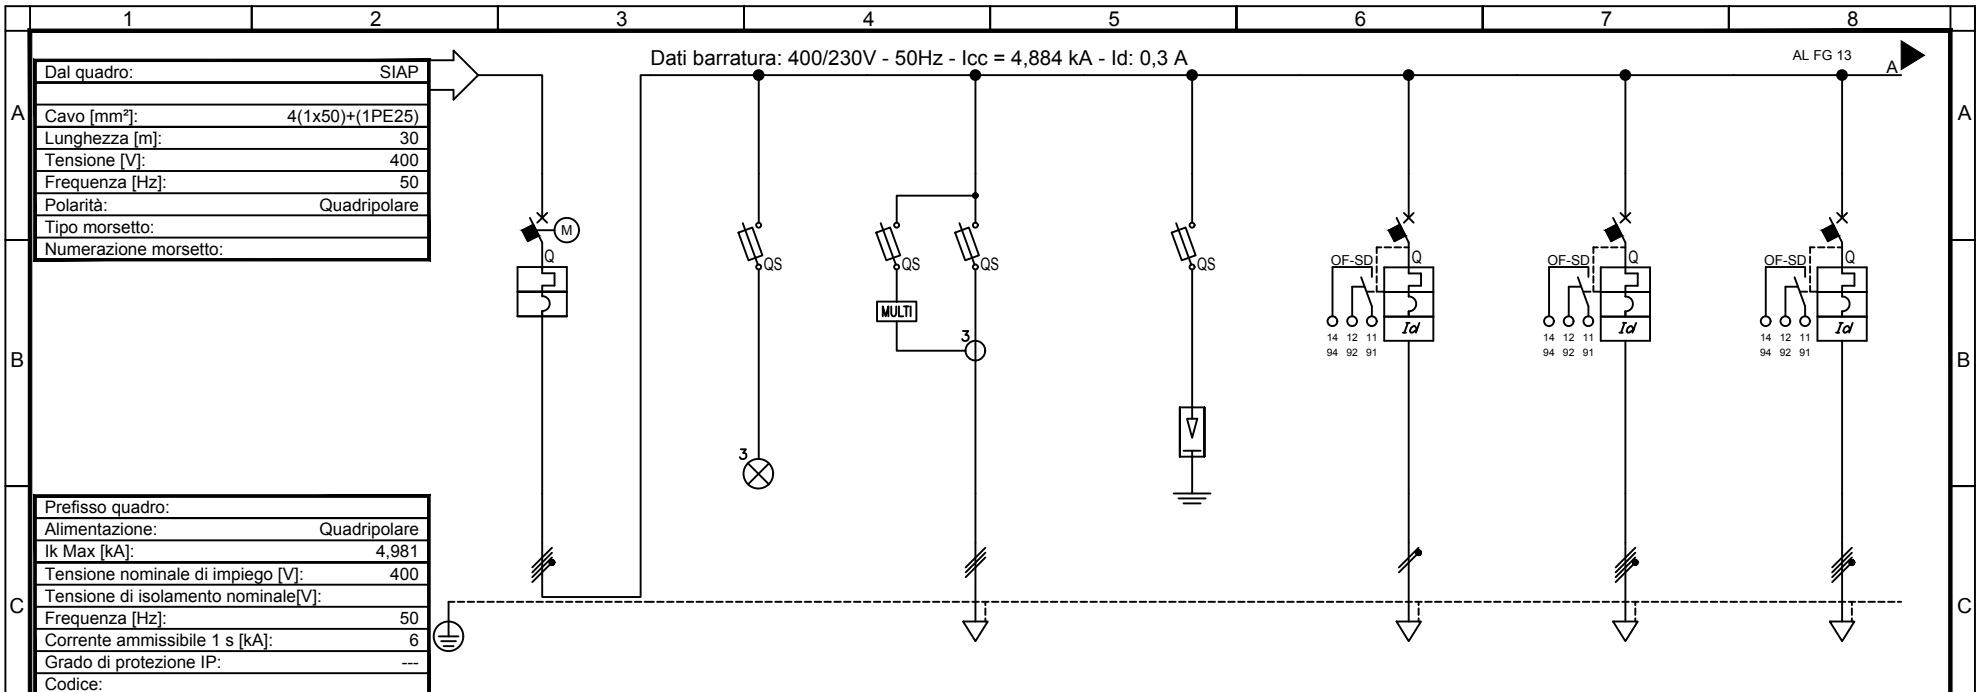 1 2 3 4 5 6 7 8
Dati barratura: 400/230V - 50Hz - Icc = 4,884 kA - Id: 0,3 A
AL FG 13
A
A
A
Dal quadro: SIAP
Cavo [mm²]: 4(1x50)+(1PE25)
Lunghezza [m]: 30
Tensione [V]: 400
Frequenza [Hz]: 50
Polarità: Quadripolare
Tipo morsetto:
Numerazione morsetto:
M
Q
QS
QS
QS
QS
OF-SD
Q
OF-SD
Q
OF-SD
Q
MULTI
3
Id
Id
Id
14 12 11
94 92 91
14 12 11
94 92 91
14 12 11
94 92 91
B
B
3
Prefisso quadro:
Alimentazione: Quadripolare
Ik Max [kA]: 4,981
Tensione nominale di impiego [V]: 400
Tensione di isolamento nominale[V]:
Frequenza [Hz]: 50
Corrente ammissibile 1 s [kA]: 6
Grado di protezione IP: ---
Codice:
C
C